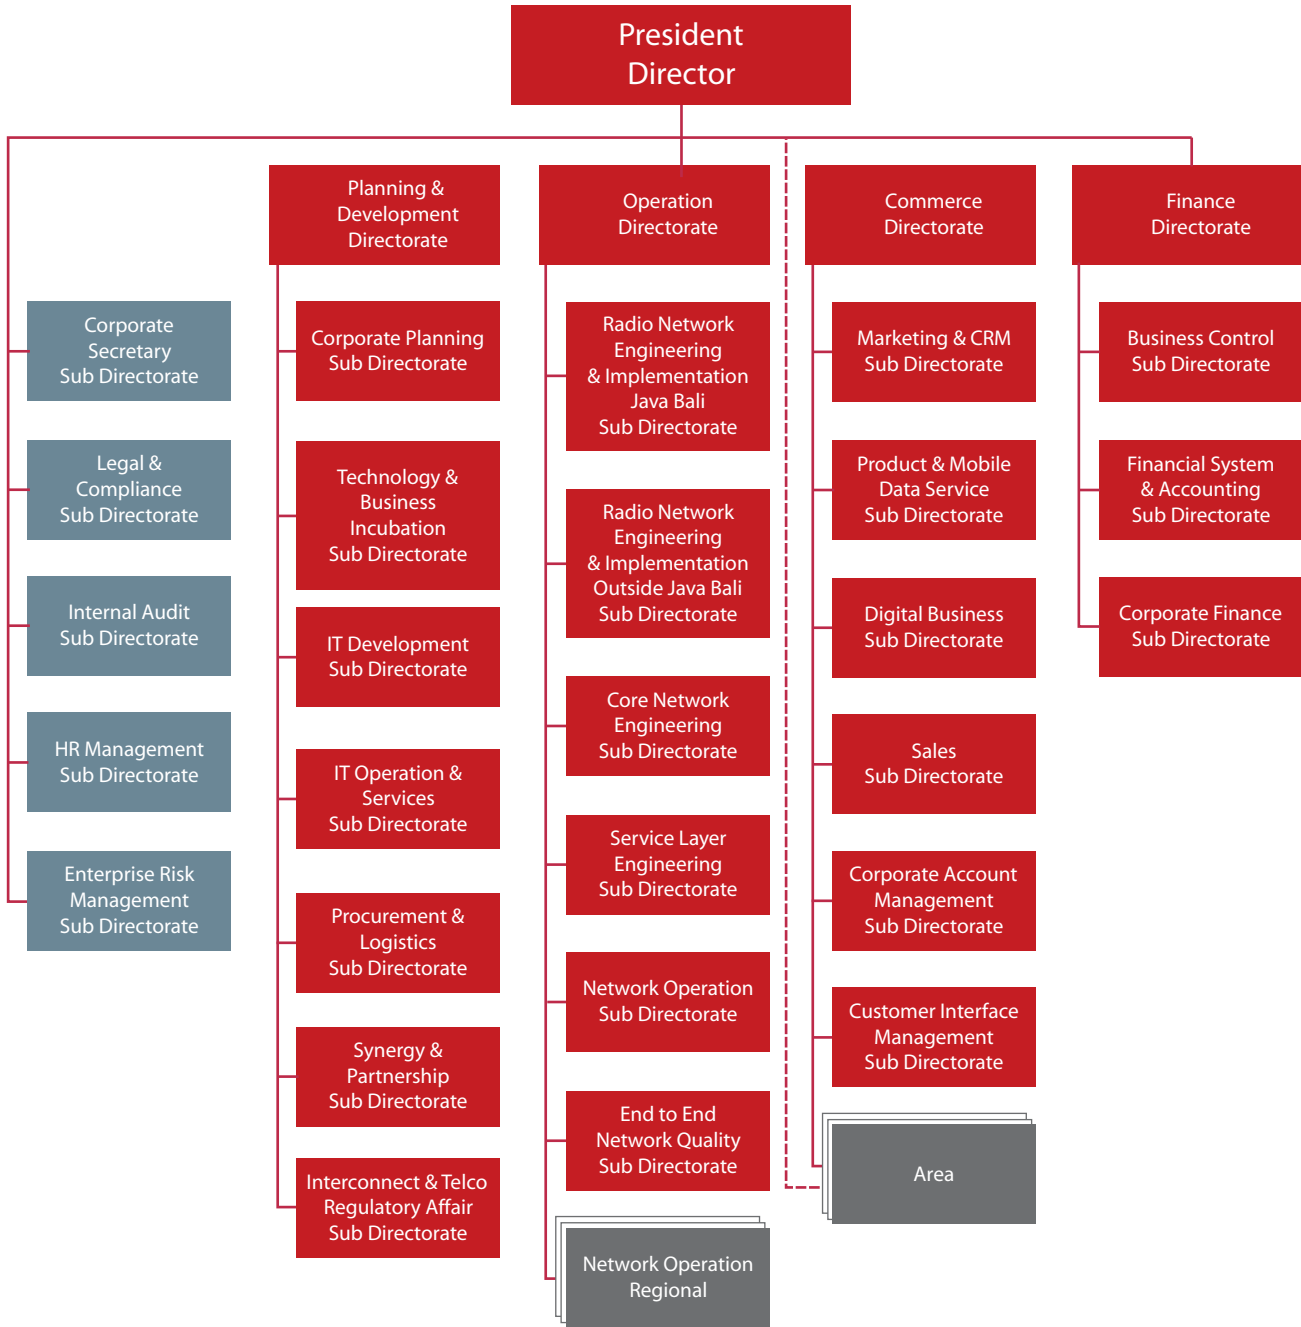 President
Director
Planning &
Development
Directorate
Operation
Directorate
Commerce
Directorate
Finance
Directorate
Corporate
Secretary
Sub Directorate
Legal &
Compliance
Sub Directorate
Internal Audit
Sub Directorate
HR Management
Sub Directorate
Enterprise Risk
Management
Sub Directorate
Corporate Planning
Sub Directorate
Technology &
Business
Incubation
Sub Directorate
IT Development
Sub Directorate
IT Operation &
Services
Sub Directorate
Procurement &
Logistics
Sub Directorate
Synergy &
Partnership
Sub Directorate
Interconnect & Telco
Regulatory Affair
Sub Directorate
Radio Network
Engineering
& Implementation
Java Bali
Sub Directorate
Radio Network
Engineering
& Implementation
Outside Java Bali
Sub Directorate
Core Network
Engineering
Sub Directorate
Service Layer
Engineering
Sub Directorate
Network Operation
Sub Directorate
End to End
Network Quality
Sub Directorate
Network Operation
Regional
Marketing & CRM
Sub Directorate
Product & Mobile
Data Service
Sub Directorate
Digital Business
Sub Directorate
Sales
Sub Directorate
Corporate Account
Management
Sub Directorate
Customer Interface
Management
Sub Directorate
Area
Business Control
Sub Directorate
Financial System
& Accounting
Sub Directorate
Corporate Finance
Sub Directorate